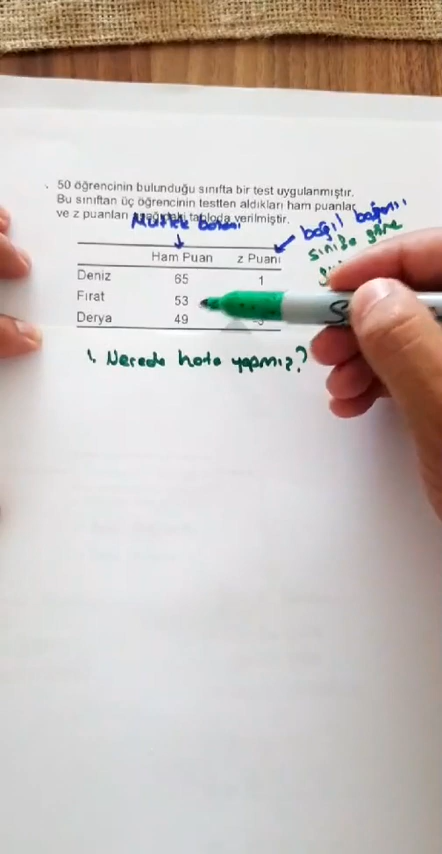 50 öğrencinin bulunduğu sınıfta bir test uygulanmıştır.
Bu sınıftan üç öğrencinin testten aldıkları ham puanlar
ve z puanları aşağıdaki tabloda verilmiştir.
Mutlak başarı
bağıl başarı
sınıfa göre
Ham Puan z Puanı
Deniz 65 1
Fırat 53
Derya 49
1. Nerede hata yapmış?